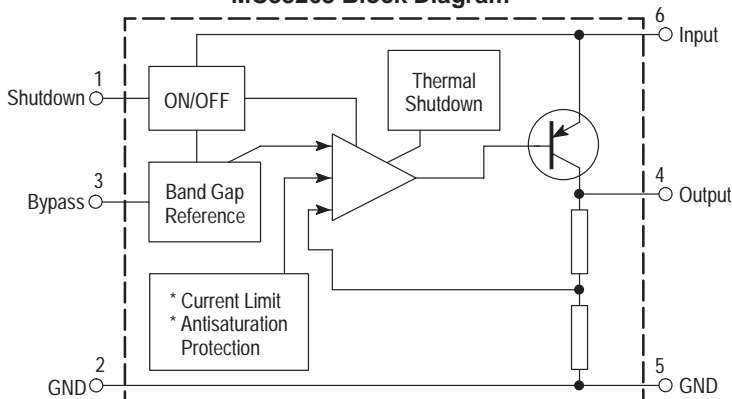 6
Input
1
Shutdown
ON/OFF
Thermal
Shutdown
3
Bypass
Band Gap
Reference
4
Output
* Current Limit
* Antisaturation
Protection
2
GND
5
GND